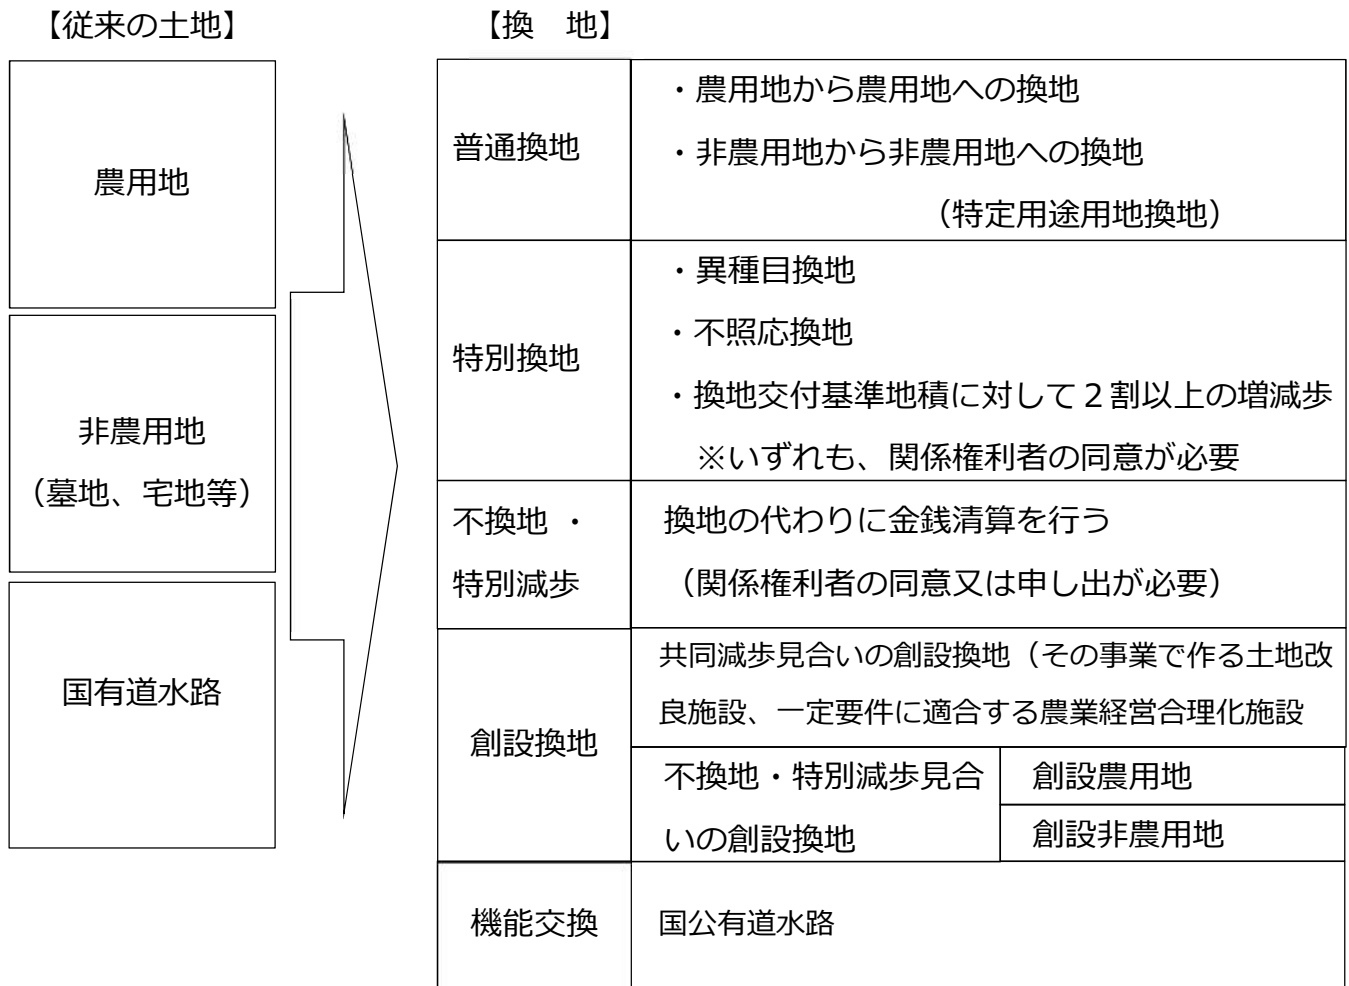 【従来の土地】
農用地
非農用地
（墓地、宅地等）
国有道水路
【換　地】
普通換地
・農用地から農用地への換地
・非農用地から非農用地への換地
（特定用途用地換地）
特別換地
・異種目換地
・不照応換地
・換地交付基準地積に対して２割以上の増減歩
※いずれも、関係権利者の同意が必要
不換地 ・
特別減歩
換地の代わりに金銭清算を行う
（関係権利者の同意又は申し出が必要）
創設換地
共同減歩見合いの創設換地（その事業で作る土地改
良施設、一定要件に適合する農業経営合理化施設
不換地・特別減歩見合
いの創設換地
創設農用地
創設非農用地
機能交換
国公有道水路